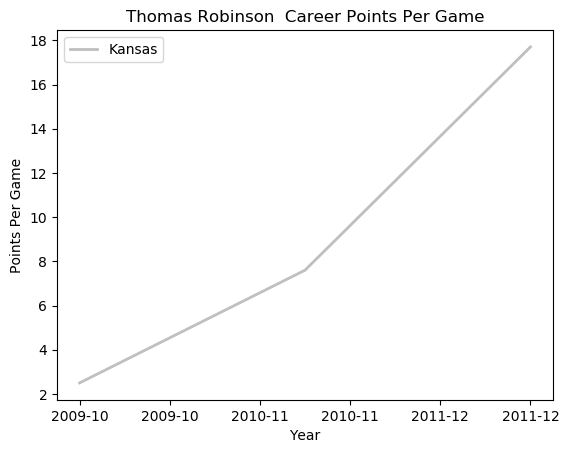 Thomas Robinson  Career Points Per Game
Kansas
Points Per Game
18
16
14
12
10
8
6
4
2
2009-10 2009-10 2010-11 2010-11 2011-12 2011-12
Year